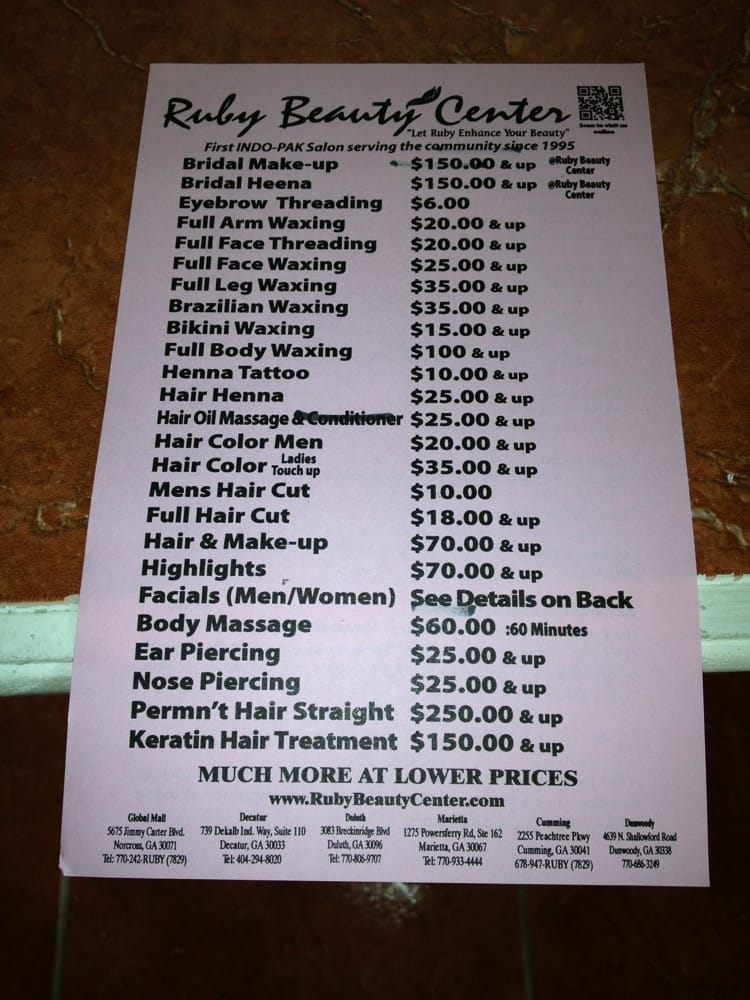 Ruby Beauty Center
Scan to visit us
online
"Let Ruby Enhance Your Beauty"
First INDO-PAK Salon serving the community since 1995
Bridal Make-up $150.00 & up @Ruby Beauty Center
Bridal Heena $150.00 & up @Ruby Beauty Center
Eyebrow Threading $6.00
Full Arm Waxing $20.00 & up
Full Face Threading $20.00 & up
Full Face Waxing $25.00 & up
Full Leg Waxing $35.00 & up
Brazilian Waxing $35.00 & up
Bikini Waxing $15.00 & up
Full Body Waxing $100 & up
Henna Tattoo $10.00 & up
Hair Henna $25.00 & up
Hair Oil Massage & Conditioner $25.00 & up
Hair Color Men $20.00 & up
Hair Color Ladies Touch up $35.00 & up
Mens Hair Cut $10.00
Full Hair Cut $18.00 & up
Hair & Make-up $70.00 & up
Highlights $70.00 & up
Facials (Men/Women) See Details on Back
Body Massage $60.00 :60 Minutes
Ear Piercing $25.00 & up
Nose Piercing $25.00 & up
Permn't Hair Straight $250.00 & up
Keratin Hair Treatment $150.00 & up
MUCH MORE AT LOWER PRICES
www.RubyBeautyCenter.com
Global Mall
5675 Jimmy Carter Blvd.
Norcross, GA 30071
Tel: 770-242-RUBY (7829)
Decatur
739 Dekalb Ind. Way, Suite 110
Decatur, GA 30033
Tel: 404-294-8020
Duluth
3083 Breckinridge Blvd
Duluth, GA 30096
Tel: 770-806-9707
Marietta
1275 Powersferry Rd, Ste 162
Marietta, GA 30067
Tel: 770-933-4444
Cumming
2255 Peachtree Pkwy
Cumming, GA 30041
678-947-RUBY (7829)
Dunwoody
4639 N. Shallowford Road
Dunwoody, GA 30338
770-686-3249